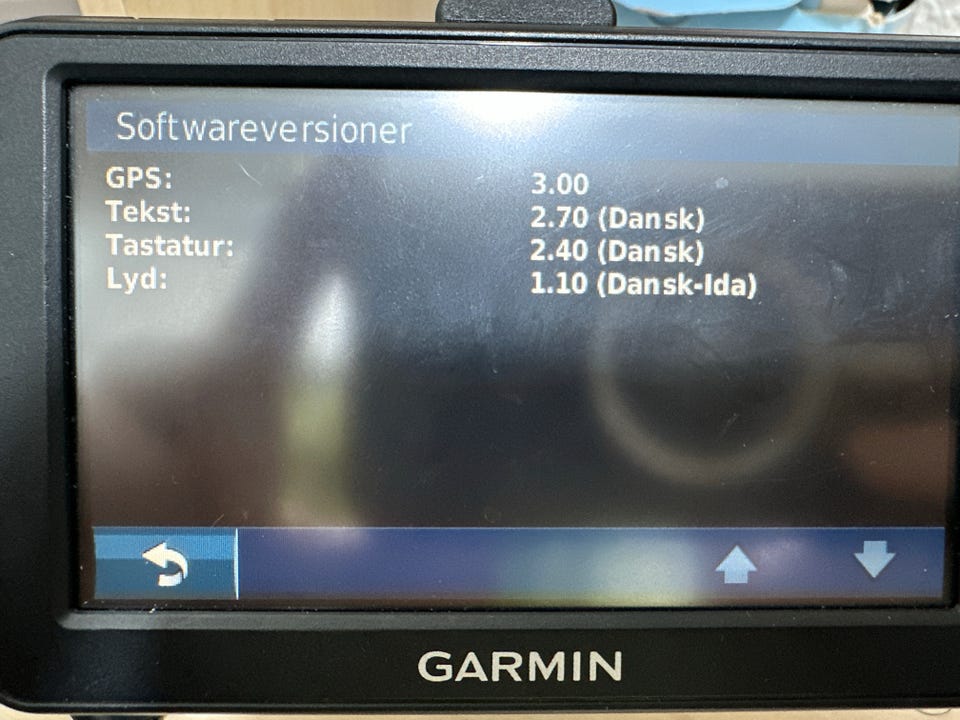 Softwareversioner
GPS: 3.00
Tekst: 2.70 (Dansk)
Tastatur: 2.40 (Dansk)
Lyd: 1.10 (Dansk-Ida)
GARMIN